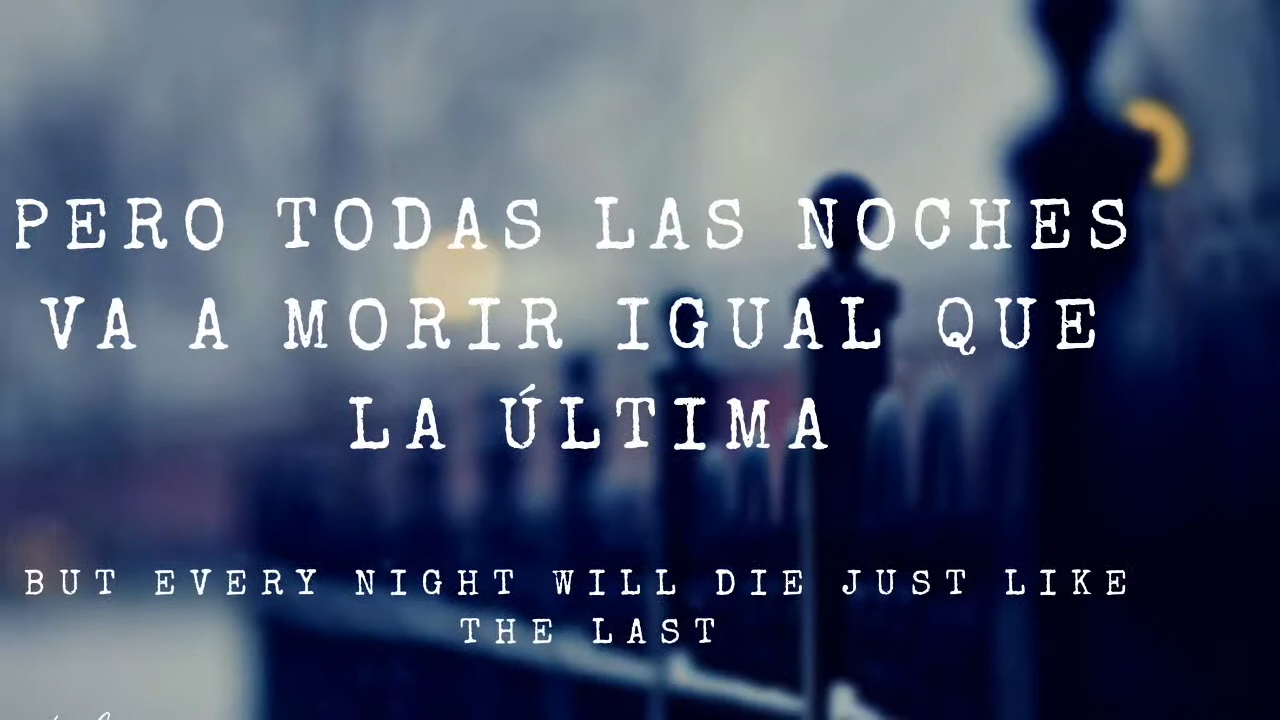 PERO TODAS LAS NOCHES
VA A MORIR IGUAL QUE
LA ÚLTIMA
BUT EVERY NIGHT WILL DIE JUST LIKE
THE LAST